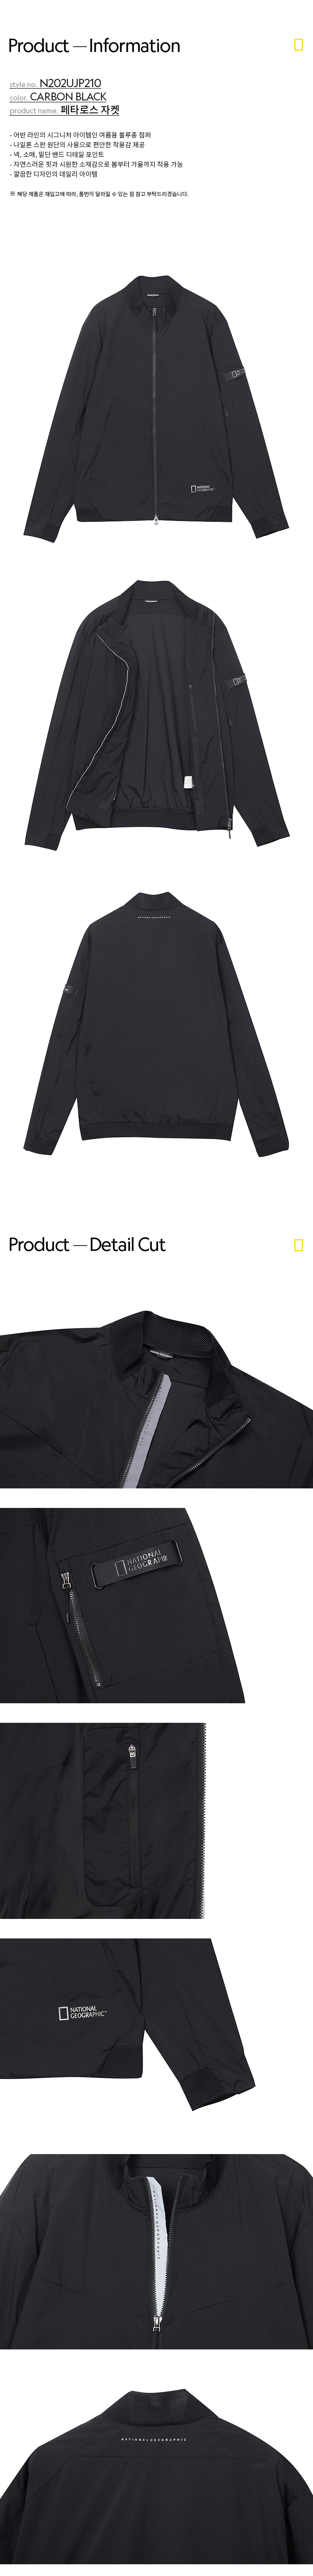 Product — Information
style no. N202UJP210
color. CARBON BLACK
product name. 페타로스 자켓
- 어반 라인의 시그니처 아이템인 여름용 블루종 점퍼
- 나일론 스판 원단의 사용으로 편안한 착용감 제공
- 넥, 소매, 밑단 밴드 디테일 포인트
- 자연스러운 핏과 시원한 소재감으로 봄부터 가을까지 착용 가능
- 깔끔한 디자인의 데일리 아이템
※ 해당 제품은 재입고에 따라, 품번이 달라질 수 있는 점 참고 부탁드리겠습니다.
NATIONAL
GEOGRAPHIC
NATIONALGEOGRAPHIC
Product — Detail Cut
NATIONAL
GEOGRAPHIC
NATIONAL
GEOGRAPHIC
NATIONALGEOGRAPHIC